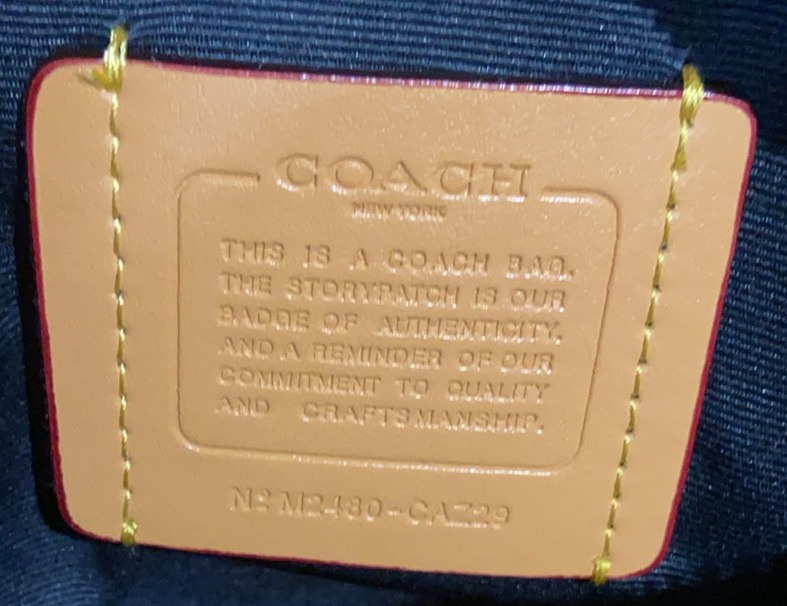 COACH
NEW YORK
THIS IS A COACH BAG.
THE STORYPATCH IS OUR
BADGE OF AUTHENTICITY,
AND A REMINDER OF OUR
COMMITMENT TO QUALITY
AND CRAFTSMANSHIP.
Nº M2480-CAZ29